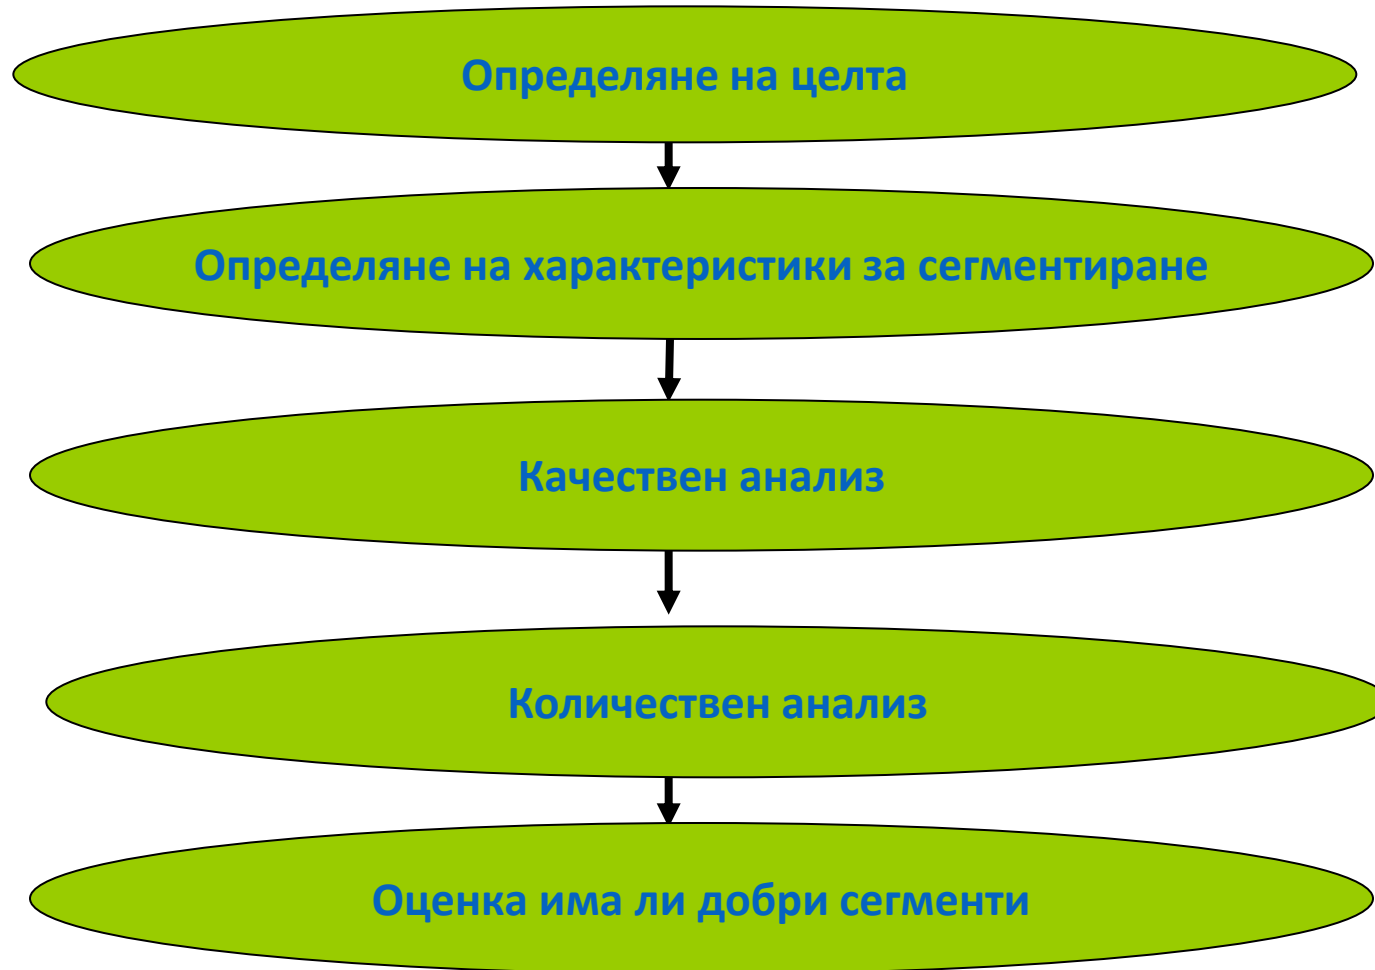 Определяне на целта
Определяне на характеристики за сегментиране
Качествен анализ
Количествен анализ
Оценка има ли добри сегменти